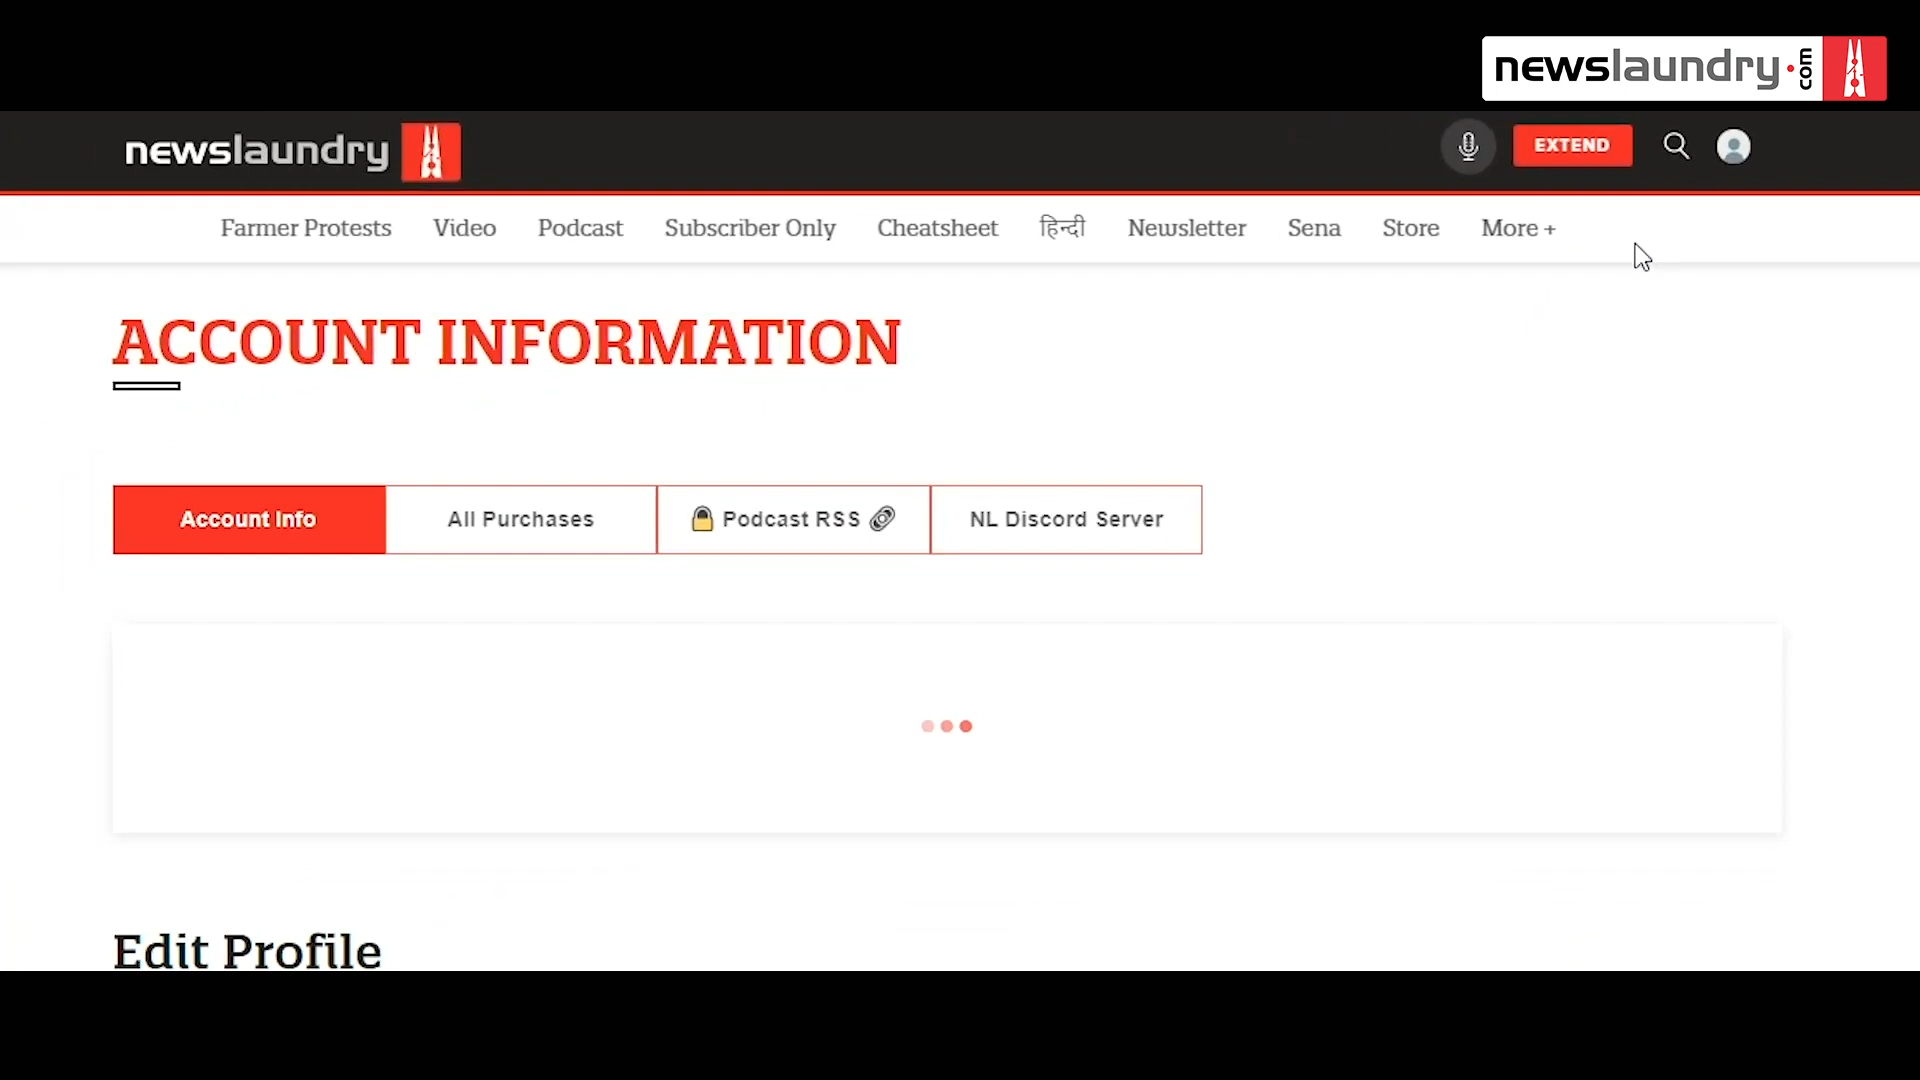 newslaundry.com
newslaundry
EXTEND
Farmer Protests Video Podcast Subscriber Only Cheatsheet हिन्दी Newsletter Sena Store More +
ACCOUNT INFORMATION
Account Info All Purchases Podcast RSS NL Discord Server
Edit Profile